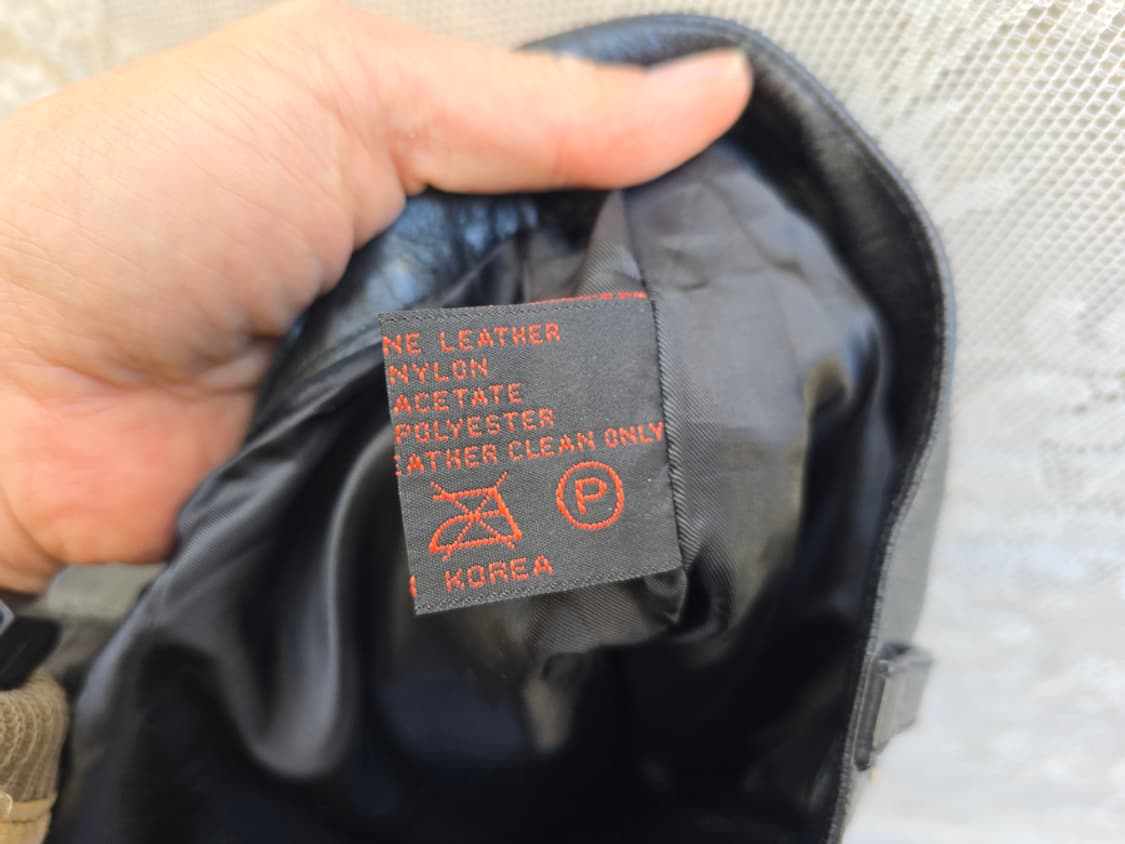 NE LEATHER
NYLON
ACETATE
POLYESTER
EATHER CLEAN ONLY
P
KOREA